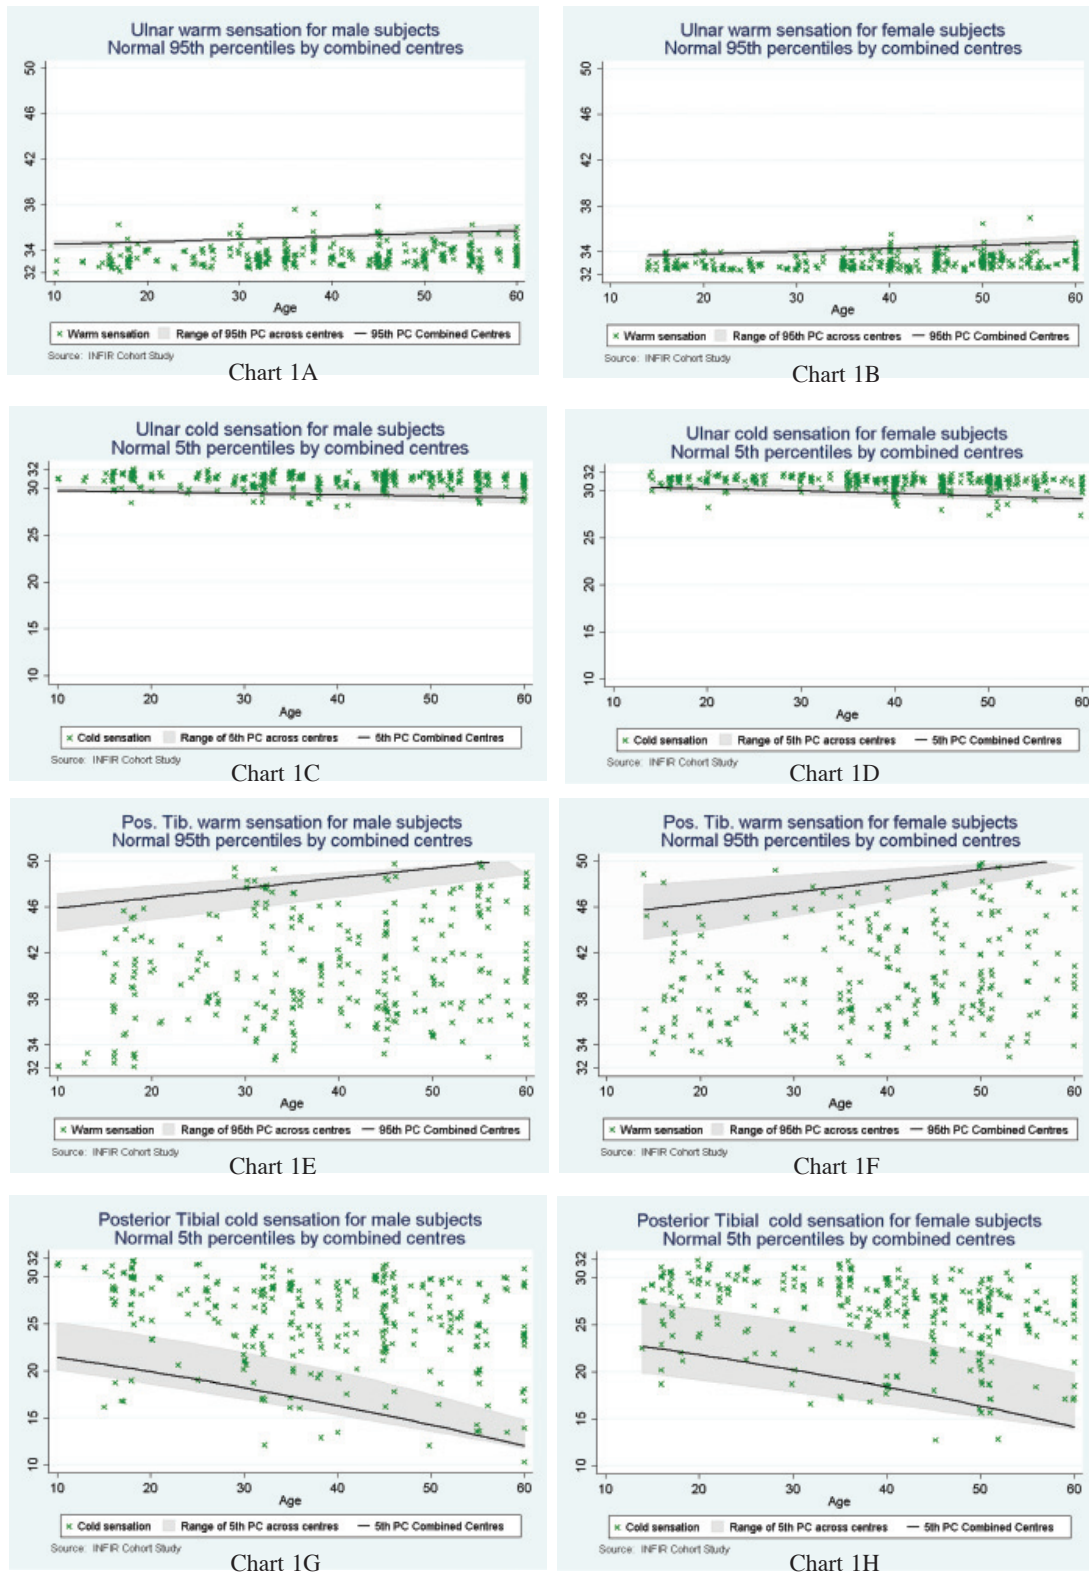 Ulnar warm sensation for male subjects
Normal 95th percentiles by combined centres
50
46
42
38
34
32
10 20 30 40 50 60
Age
× Warm sensation Range of 95th PC across centres — 95th PC Combined Centres
Source: INFIR Cohort Study
Chart 1A
Ulnar warm sensation for female subjects
Normal 95th percentiles by combined centres
50
46
42
38
34
32
10 20 30 40 50 60
Age
× Warm sensation Range of 95th PC across centres — 95th PC Combined Centres
Source: INFIR Cohort Study
Chart 1B
Ulnar cold sensation for male subjects
Normal 5th percentiles by combined centres
32
30
25
20
15
10
10 20 30 40 50 60
Age
× Cold sensation Range of 5th PC across centres — 5th PC Combined Centres
Source: INFIR Cohort Study
Chart 1C
Ulnar cold sensation for female subjects
Normal 5th percentiles by combined centres
32
30
25
20
15
10
10 20 30 40 50 60
Age
× Cold sensation Range of 5th PC across centres — 5th PC Combined Centres
Source: INFIR Cohort Study
Chart 1D
Pos. Tib. warm sensation for male subjects
Normal 95th percentiles by combined centres
50
46
42
38
34
32
10 20 30 40 50 60
Age
× Warm sensation Range of 95th PC across centres — 95th PC Combined Centres
Source: INFIR Cohort Study
Chart 1E
Pos. Tib. warm sensation for female subjects
Normal 95th percentiles by combined centres
50
46
42
38
34
32
10 20 30 40 50 60
Age
× Warm sensation Range of 95th PC across centres — 95th PC Combined Centres
Source: INFIR Cohort Study
Chart 1F
Posterior Tibial cold sensation for male subjects
Normal 5th percentiles by combined centres
32
30
25
20
15
10
10 20 30 40 50 60
Age
× Cold sensation Range of 5th PC across centres — 5th PC Combined Centres
Source: INFIR Cohort Study
Chart 1G
Posterior Tibial cold sensation for female subjects
Normal 5th percentiles by combined centres
32
30
25
20
15
10
10 20 30 40 50 60
Age
× Cold sensation Range of 5th PC across centres — 5th PC Combined Centres
Source: INFIR Cohort Study
Chart 1H